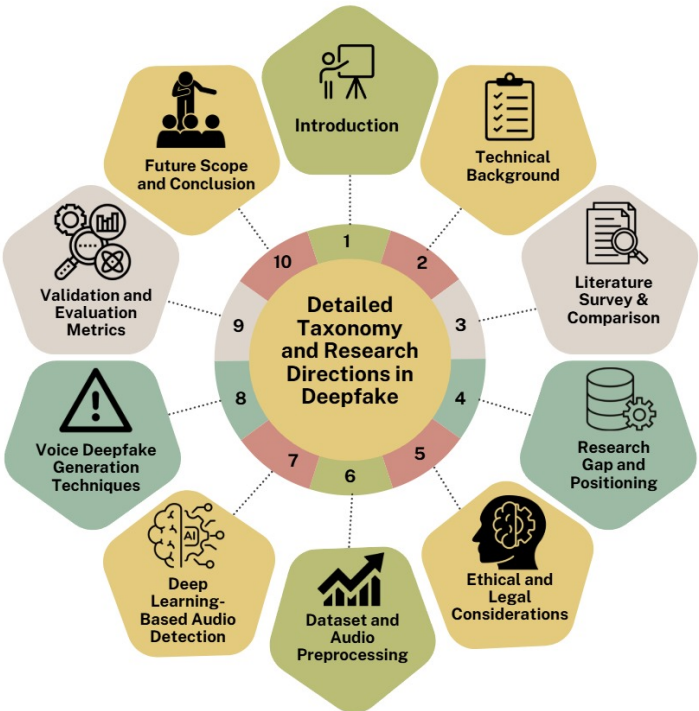 Introduction
Technical
Background
Literature
Survey &
Comparison
Research
Gap and
Positioning
Ethical and
Legal
Considerations
Dataset and
Audio
Preprocessing
Deep
Learning-
Based Audio
Detection
AI
Voice Deepfake
Generation
Techniques
Validation and
Evaluation
Metrics
Future Scope
and Conclusion
1
2
3
4
5
6
7
8
9
10
Detailed
Taxonomy
and Research
Directions in
Deepfake